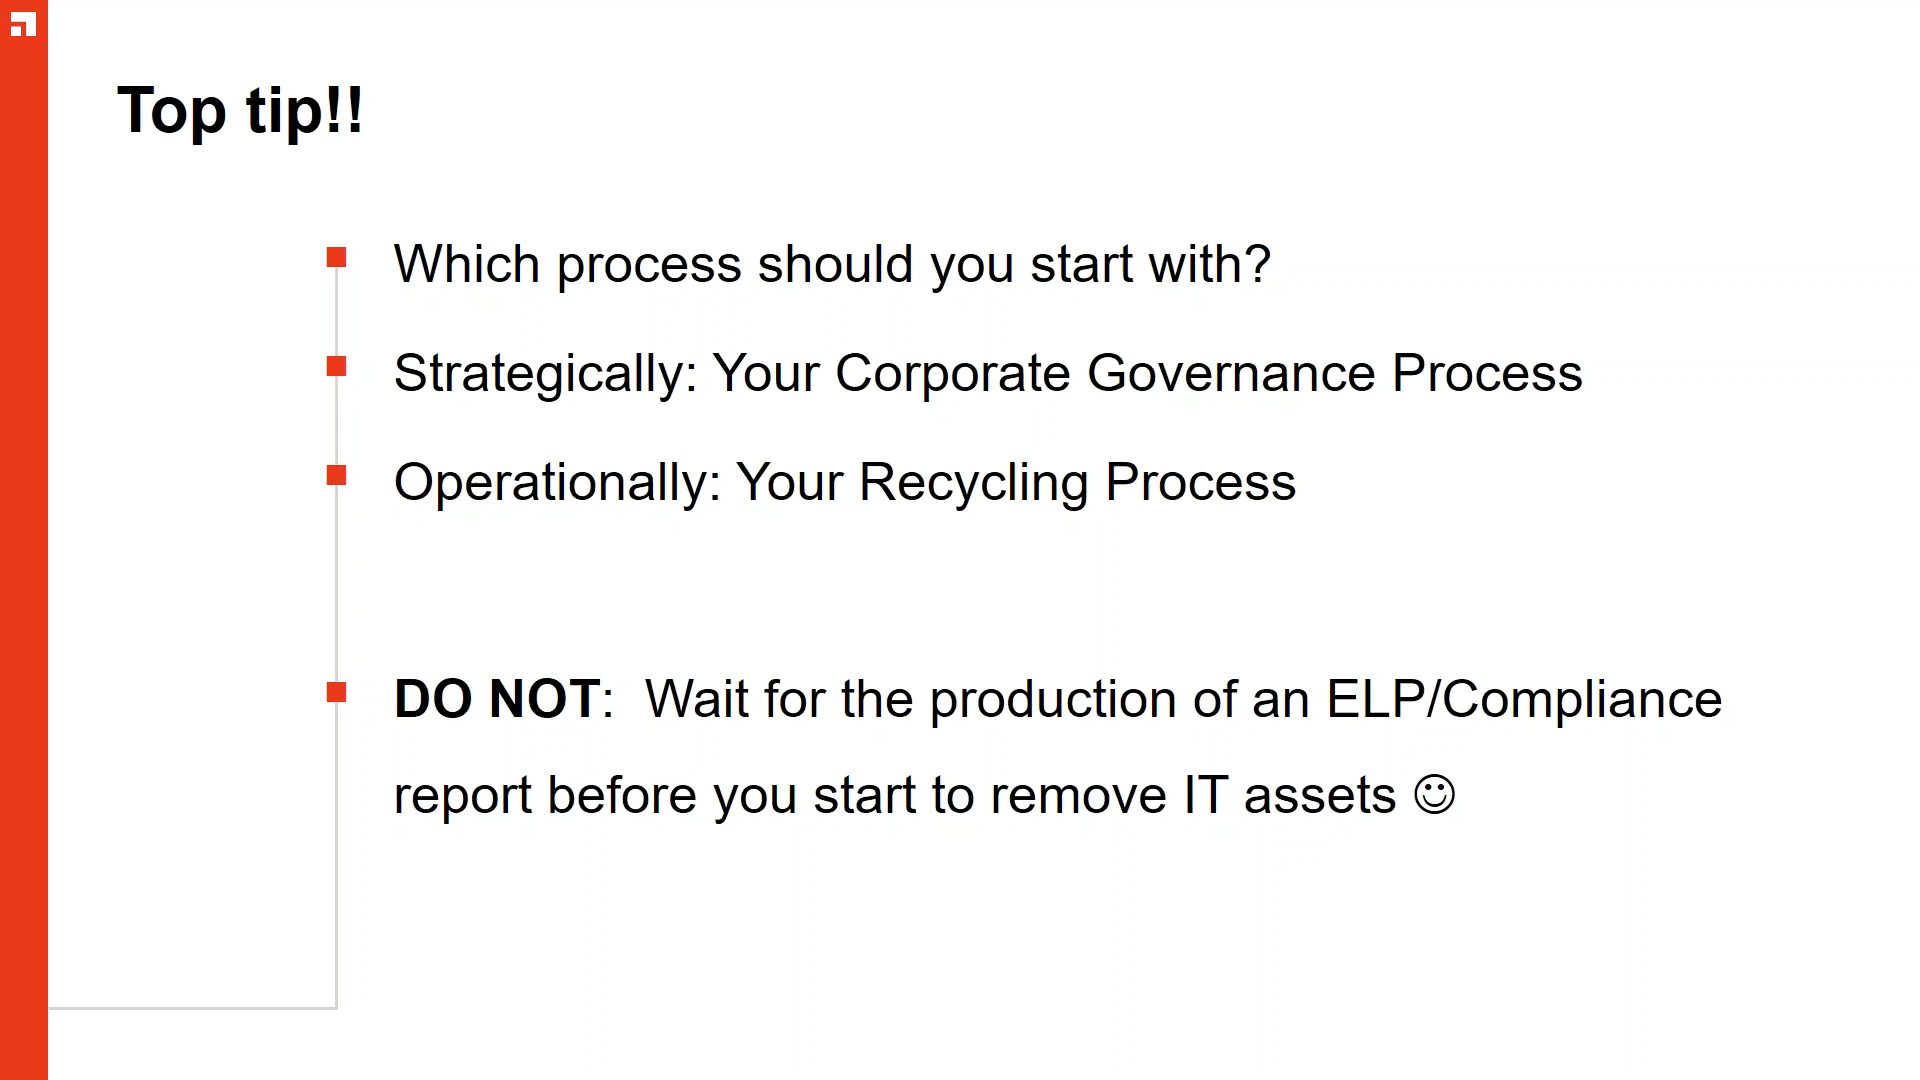 Top tip!!
Which process should you start with?
Strategically: Your Corporate Governance Process
Operationally: Your Recycling Process
DO NOT:  Wait for the production of an ELP/Compliance
report before you start to remove IT assets ☺